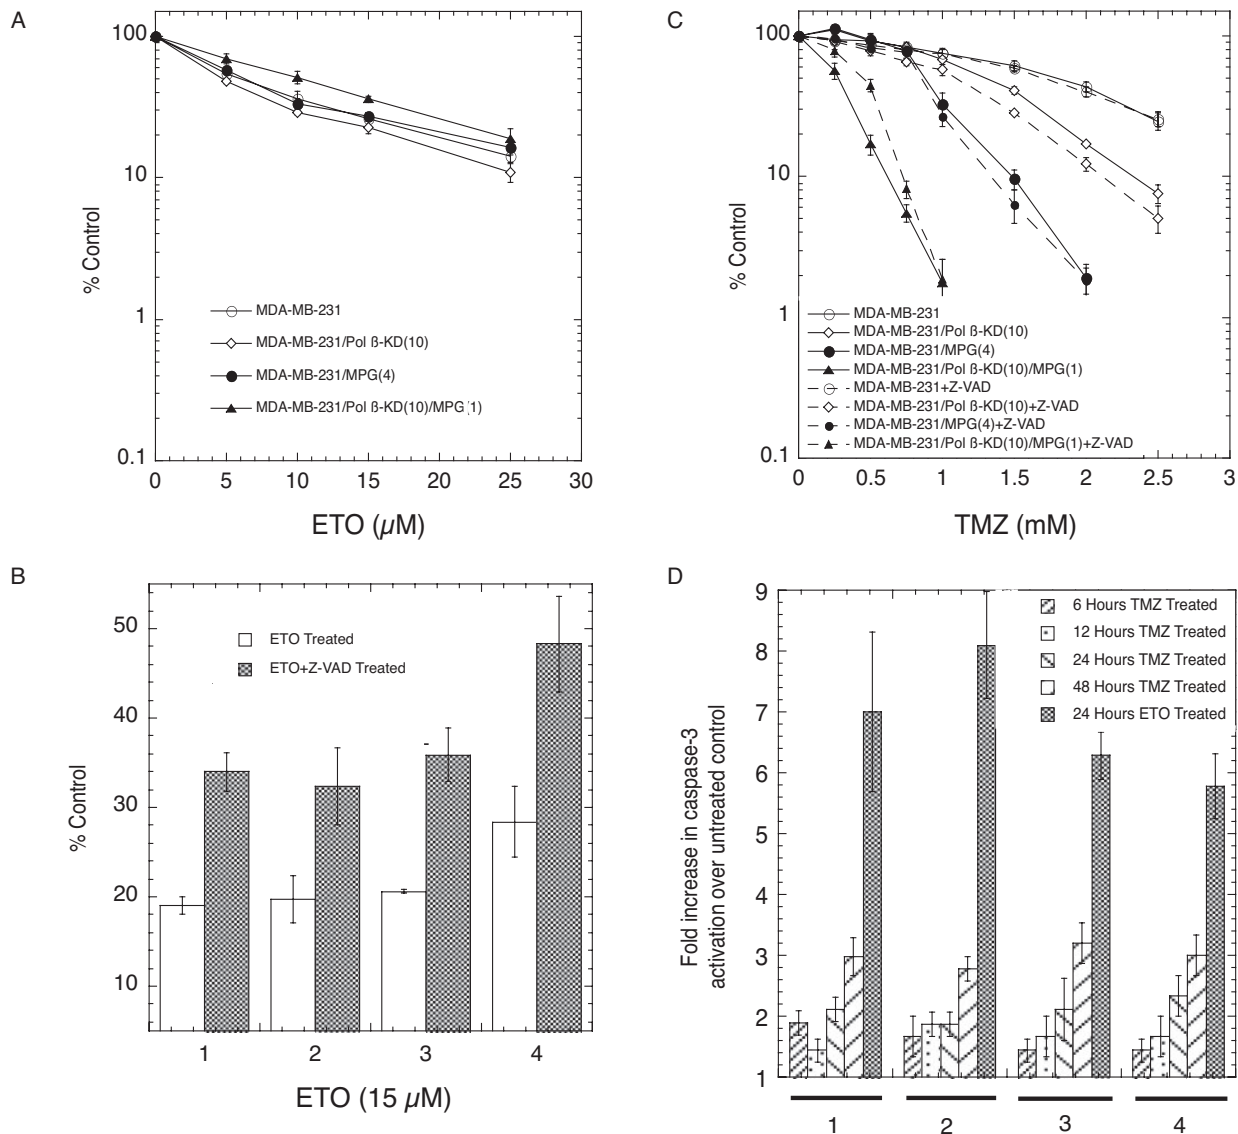 A
100
10
1
0.1
% Control
MDA-MB-231
MDA-MB-231/Pol ß-KD(10)
MDA-MB-231/MPG(4)
MDA-MB-231/Pol ß-KD(10)/MPG(1)
0 5 10 15 20 25 30
ETO (µM)
C
100
10
1
0.1
% Control
MDA-MB-231
MDA-MB-231/Pol ß-KD(10)
MDA-MB-231/MPG(4)
MDA-MB-231/Pol ß-KD(10)/MPG(1)
MDA-MB-231+Z-VAD
MDA-MB-231/Pol ß-KD(10)+Z-VAD
MDA-MB-231/MPG(4)+Z-VAD
MDA-MB-231/Pol ß-KD(10)/MPG(1)+Z-VAD
0 0.5 1 1.5 2 2.5 3
TMZ (mM)
B
50
40
30
20
10
% Control
ETO Treated
ETO+Z-VAD Treated
1 2 3 4
ETO (15 µM)
D
9
8
7
6
5
4
3
2
1
Fold increase in caspase-3
activation over untreated control
6 Hours TMZ Treated
12 Hours TMZ Treated
24 Hours TMZ Treated
48 Hours TMZ Treated
24 Hours ETO Treated
1 2 3 4